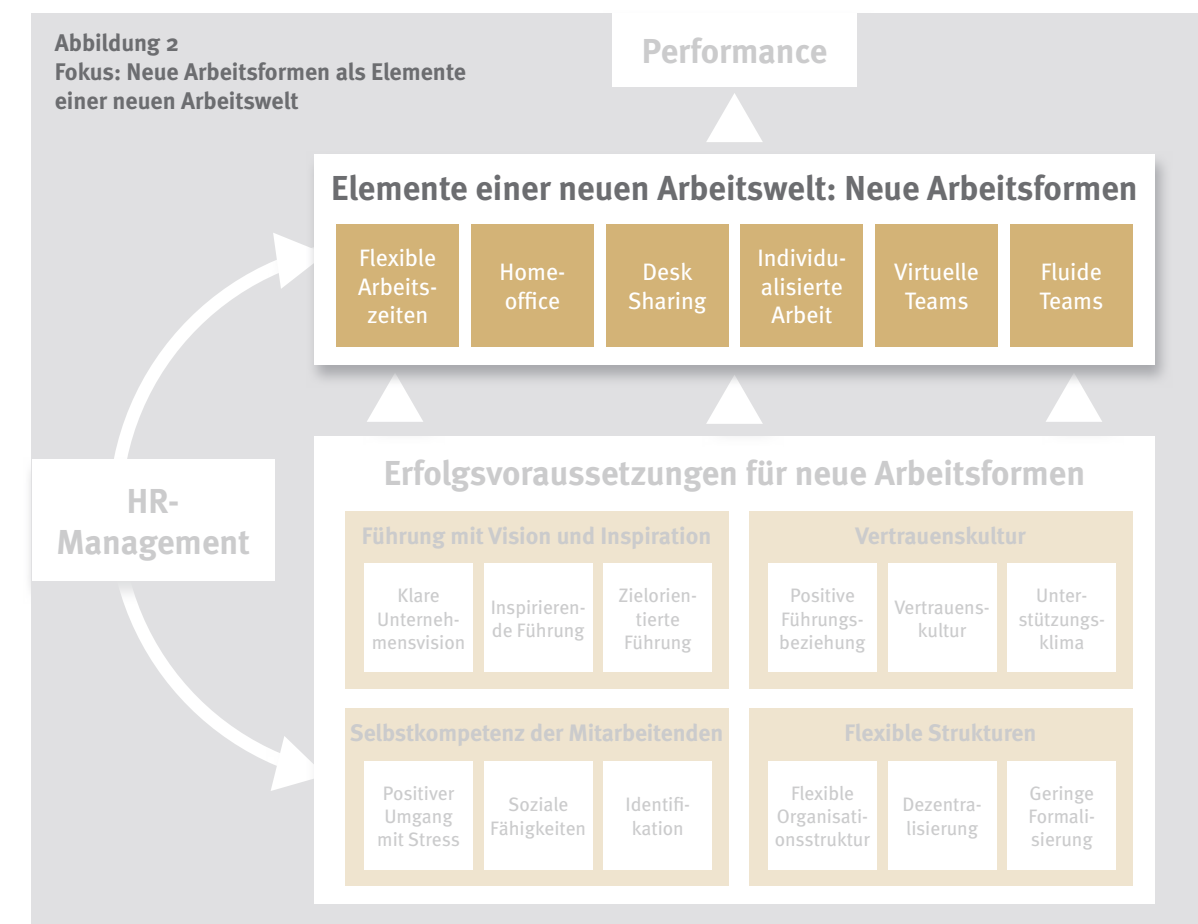 Abbildung 2
Fokus: Neue Arbeitsformen als Elemente
einer neuen Arbeitswelt
Performance
Elemente einer neuen Arbeitswelt: Neue Arbeitsformen
Flexible
Arbeits-
zeiten
Home-
office
Desk
Sharing
Individu-
alisierte
Arbeit
Virtuelle
Teams
Fluide
Teams
HR-
Management
Erfolgsvoraussetzungen für neue Arbeitsformen
Führung mit Vision und Inspiration
Klare
Unterneh-
mensvision
Inspirieren-
de Führung
Zielorien-
tierte
Führung
Vertrauenskultur
Positive
Führungs-
beziehung
Vertrauens-
kultur
Unter-
stützungs-
klima
Selbstkompetenz der Mitarbeitenden
Positiver
Umgang
mit Stress
Soziale
Fähigkeiten
Identifi-
kation
Flexible Strukturen
Flexible
Organisati-
onsstruktur
Dezentra-
lisierung
Geringe
Formali-
sierung